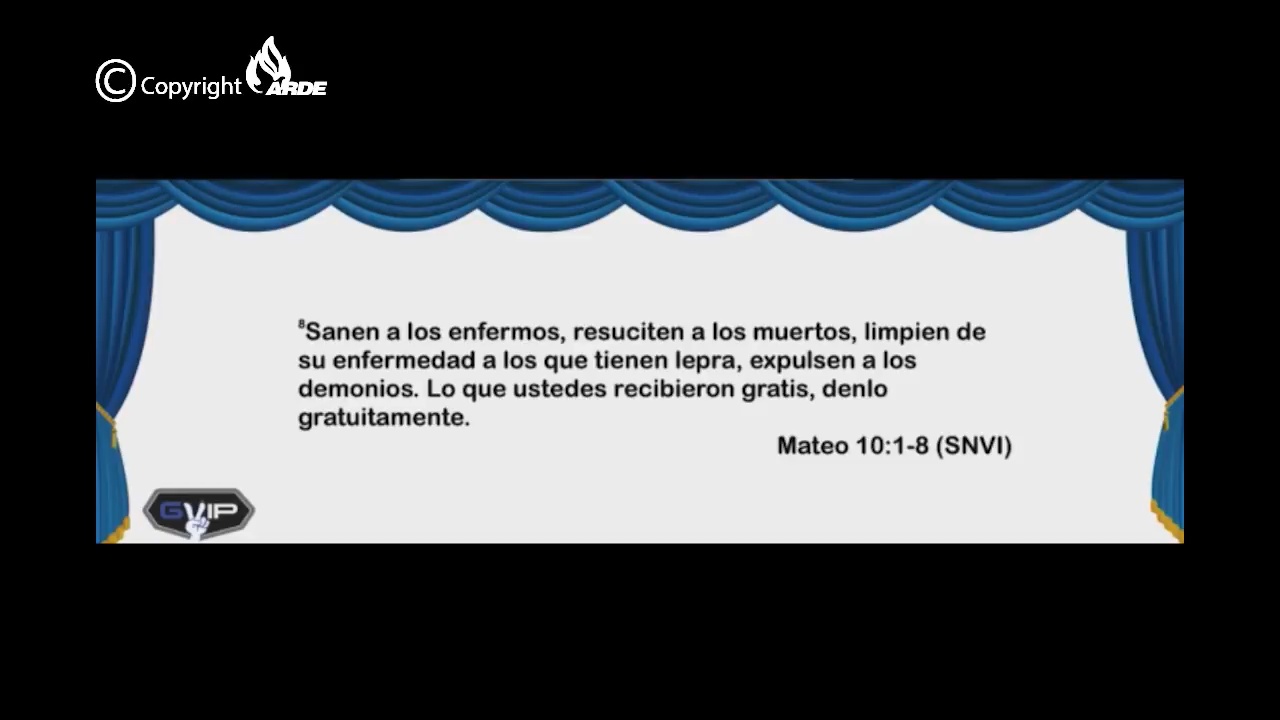 © Copyright ARDE
⁸Sanen a los enfermos, resuciten a los muertos, limpien de
su enfermedad a los que tienen lepra, expulsen a los
demonios. Lo que ustedes recibieron gratis, denlo
gratuitamente.
Mateo 10:1-8 (SNVI)
GVIP